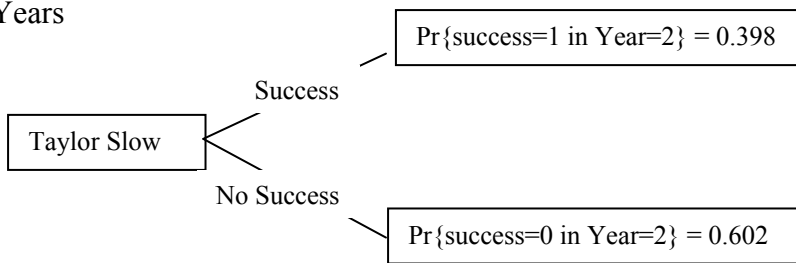 Years
Pr{success=1 in Year=2} = 0.398
Success
Taylor Slow
No Success
Pr{success=0 in Year=2} = 0.602